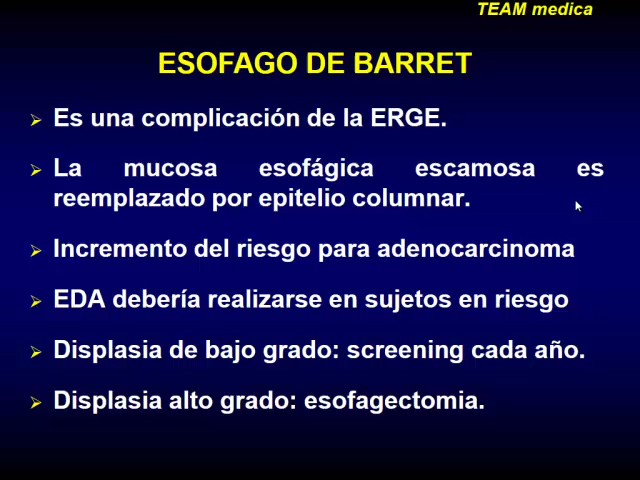 TEAM medica
ESOFAGO DE BARRET
Es una complicación de la ERGE.
La mucosa esofágica escamosa es
reemplazado por epitelio columnar.
Incremento del riesgo para adenocarcinoma
EDA debería realizarse en sujetos en riesgo
Displasia de bajo grado: screening cada año.
Displasia alto grado: esofagectomia.